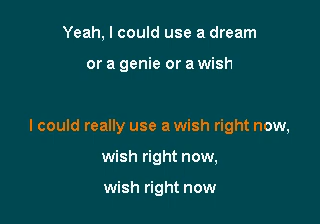 Yeah, I could use a dream
or a genie or a wish
I could really use a wish right now,
wish right now,
wish right now